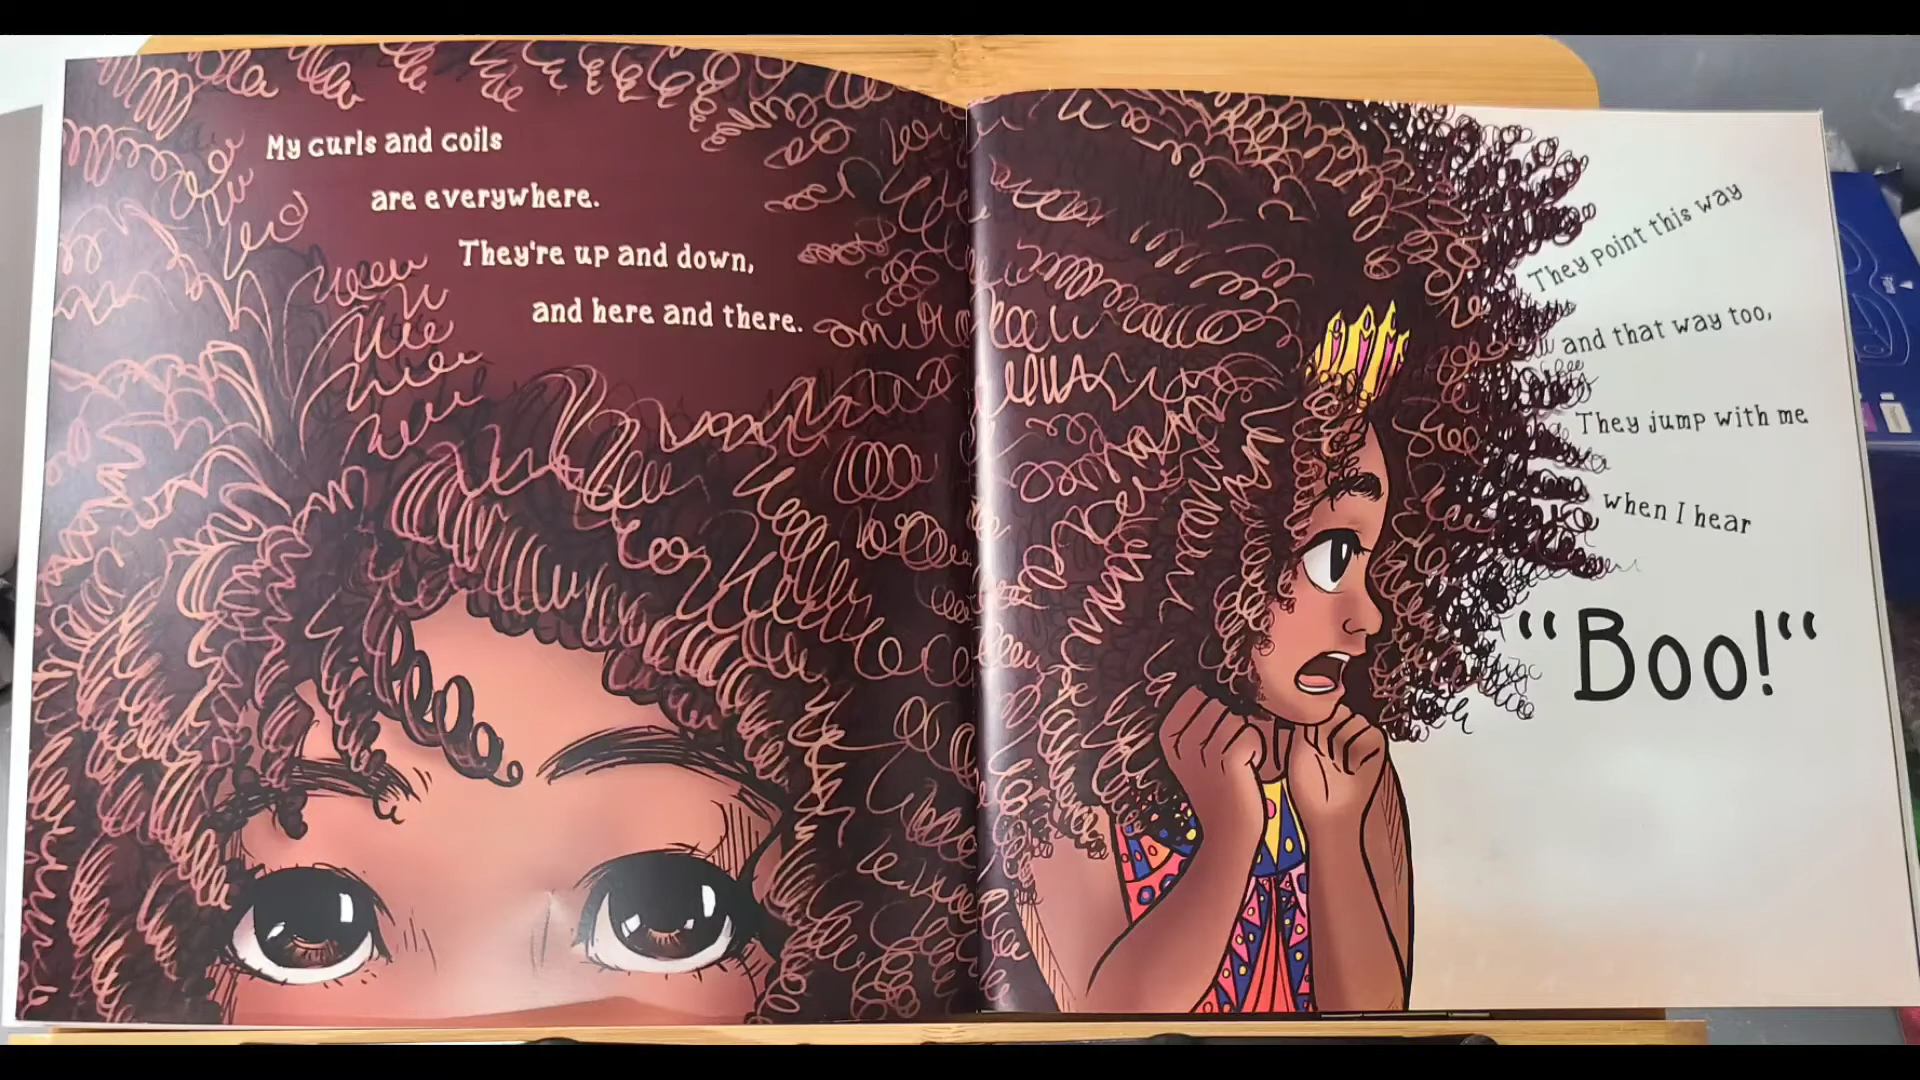 My curls and coils
are everywhere.
They're up and down,
and here and there.
They point this way
and that way too,
They jump with me
when I hear
“Boo!“